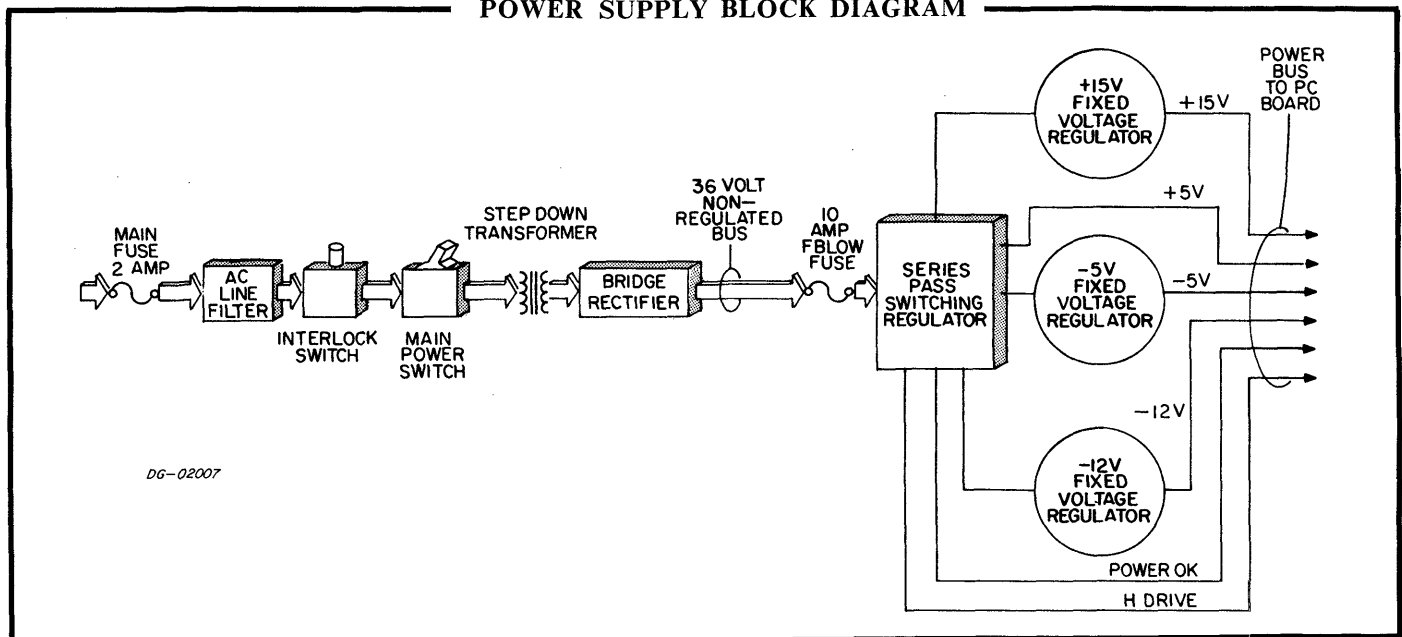 POWER SUPPLY BLOCK DIAGRAM
POWER
BUS
TO PC
BOARD
+15V
FIXED
VOLTAGE
REGULATOR
+15V
36 VOLT
NON-
REGULATED
BUS
+5V
STEP DOWN
TRANSFORMER
10
AMP
FBLOW
FUSE
MAIN
FUSE
2 AMP
AC
LINE
FILTER
BRIDGE
RECTIFIER
SERIES
PASS
SWITCHING
REGULATOR
-5V
FIXED
VOLTAGE
REGULATOR
-5V
INTERLOCK
SWITCH
MAIN
POWER
SWITCH
-12V
-12V
FIXED
VOLTAGE
REGULATOR
DG-02007
POWER OK
H DRIVE